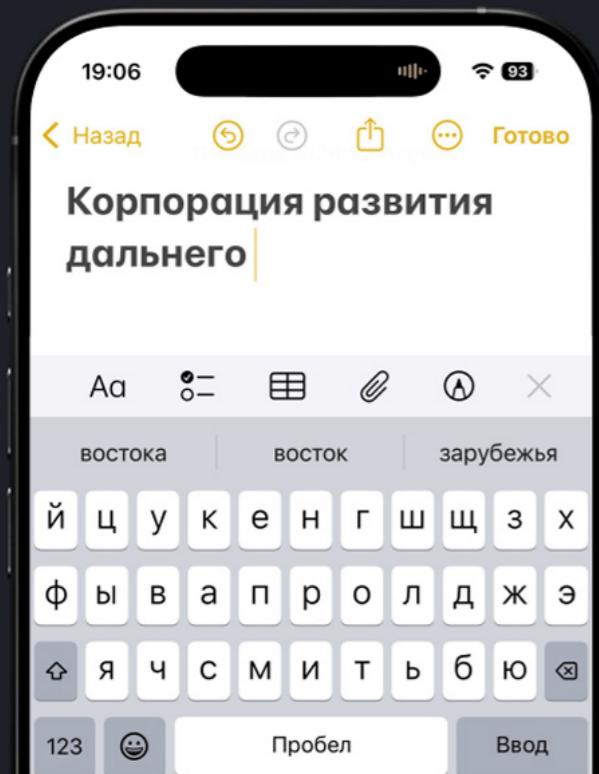 19:06 93
Назад Готово
Корпорация развития
дальнего
Aa
востока восток зарубежья
й ц у к е н г ш щ з х
ф ы в а п р о л д ж э
я ч с м и т ь б ю
123 Пробел Ввод